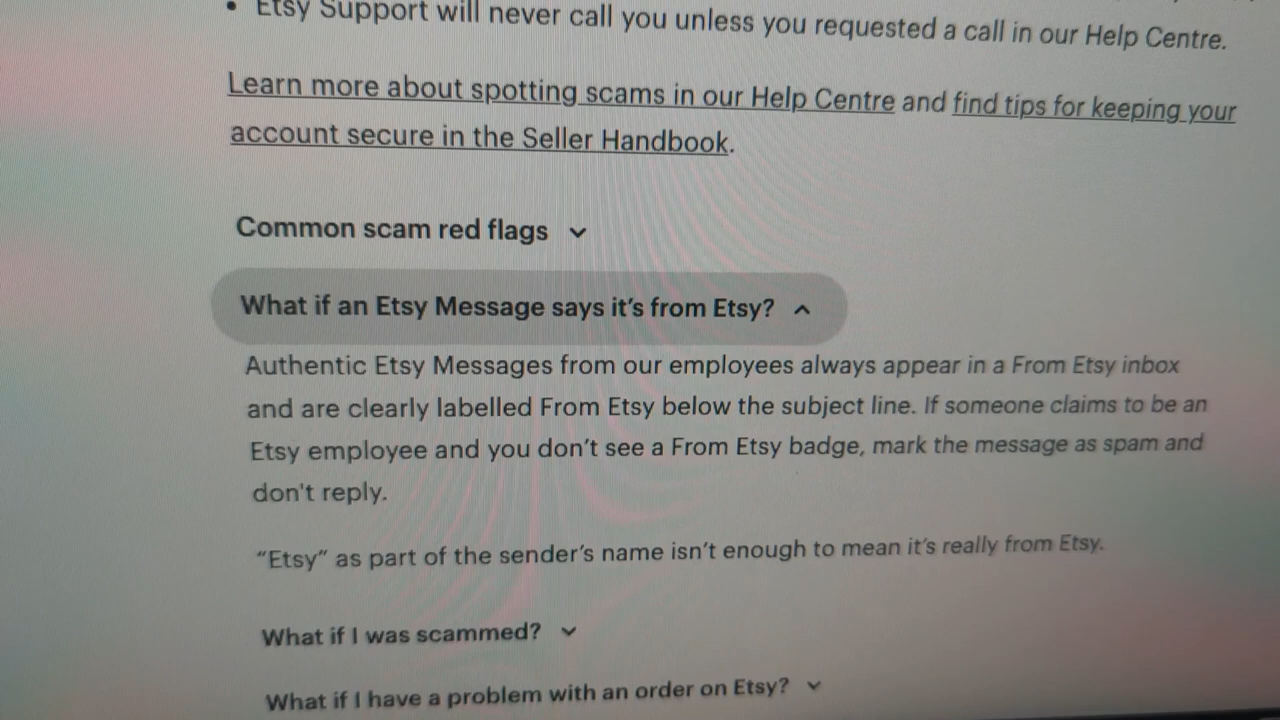 • Etsy Support will never call you unless you requested a call in our Help Centre.
Learn more about spotting scams in our Help Centre and find tips for keeping your
account secure in the Seller Handbook.
Common scam red flags
What if an Etsy Message says it’s from Etsy?
Authentic Etsy Messages from our employees always appear in a From Etsy inbox
and are clearly labelled From Etsy below the subject line. If someone claims to be an
Etsy employee and you don’t see a From Etsy badge, mark the message as spam and
don't reply.
“Etsy” as part of the sender’s name isn’t enough to mean it’s really from Etsy.
What if I was scammed?
What if I have a problem with an order on Etsy?